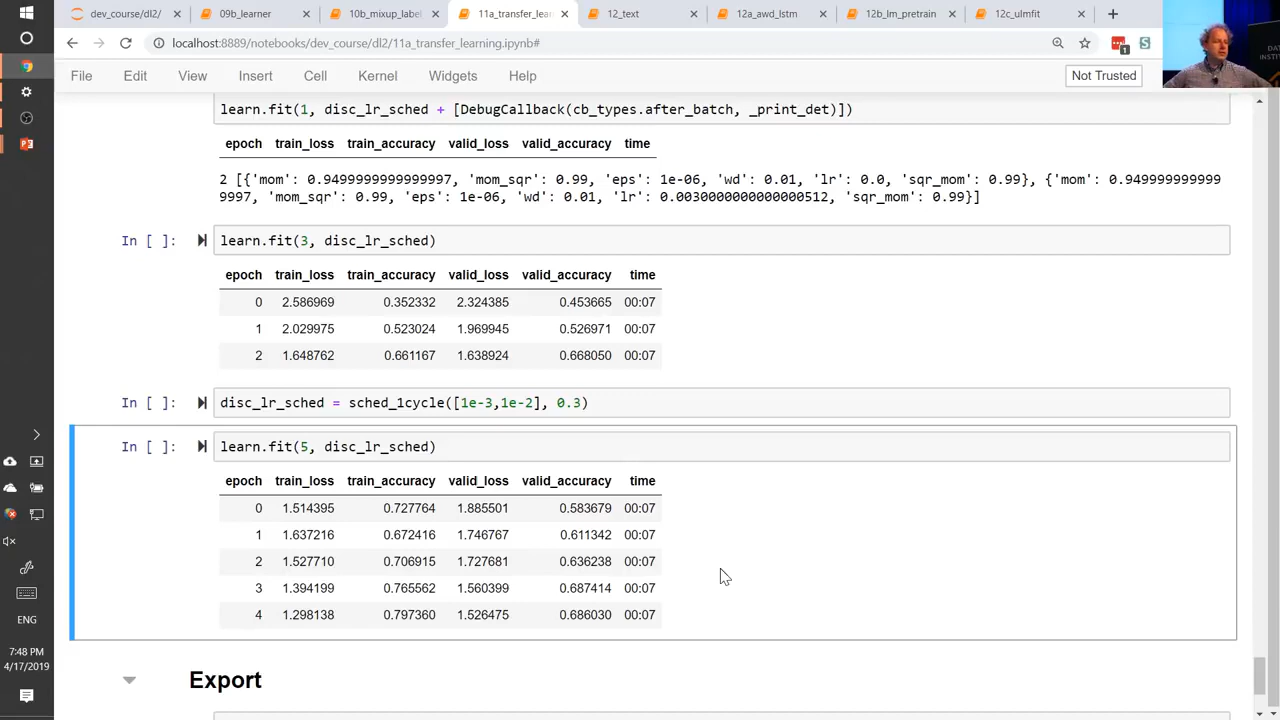 dev_course/dl2/
09b_learner
10b_mixup_label
11a_transfer_lear
12_text
12a_awd_lstm
12b_lm_pretrain
12c_ulmfit
localhost:8889/notebooks/dev_course/dl2/11a_transfer_learning.ipynb#
1
S
File Edit View Insert Cell Kernel Widgets Help
Not Trusted
DAT
INSTIT
learn.fit(1, disc_lr_sched + [DebugCallback(cb_types.after_batch, _print_det)])
epoch train_loss train_accuracy valid_loss valid_accuracy time
2 [{'mom': 0.9499999999999997, 'mom_sqr': 0.99, 'eps': 1e-06, 'wd': 0.01, 'lr': 0.0, 'sqr_mom': 0.99}, {'mom': 0.949999999999
9997, 'mom_sqr': 0.99, 'eps': 1e-06, 'wd': 0.01, 'lr': 0.0030000000000000512, 'sqr_mom': 0.99}]
In [ ]: learn.fit(3, disc_lr_sched)
epoch train_loss train_accuracy valid_loss valid_accuracy time
0 2.586969 0.352332 2.324385 0.453665 00:07
1 2.029975 0.523024 1.969945 0.526971 00:07
2 1.648762 0.661167 1.638924 0.668050 00:07
In [ ]: disc_lr_sched = sched_1cycle([1e-3,1e-2], 0.3)
In [ ]: learn.fit(5, disc_lr_sched)
epoch train_loss train_accuracy valid_loss valid_accuracy time
0 1.514395 0.727764 1.885501 0.583679 00:07
1 1.637216 0.672416 1.746767 0.611342 00:07
2 1.527710 0.706915 1.727681 0.636238 00:07
3 1.394199 0.765562 1.560399 0.687414 00:07
4 1.298138 0.797360 1.526475 0.686030 00:07
Export
ENG
7:48 PM
4/17/2019